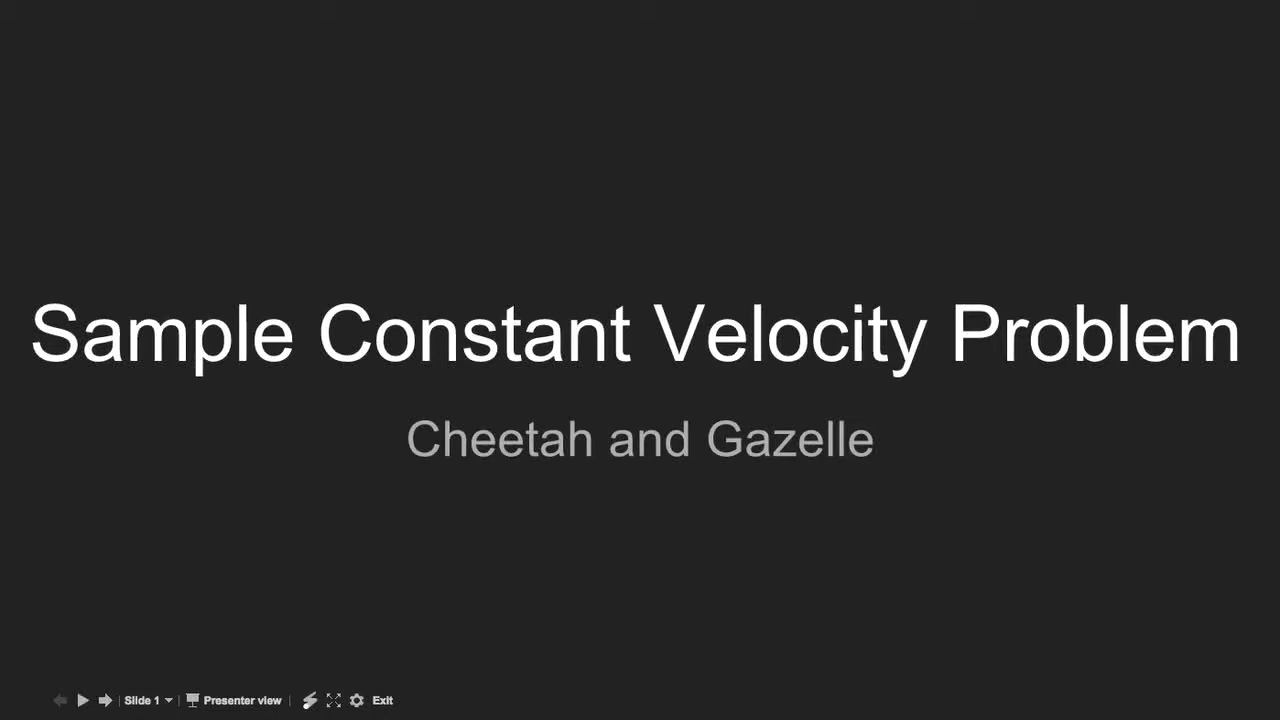 Sample Constant Velocity Problem
Cheetah and Gazelle
Slide 1 Presenter view Exit